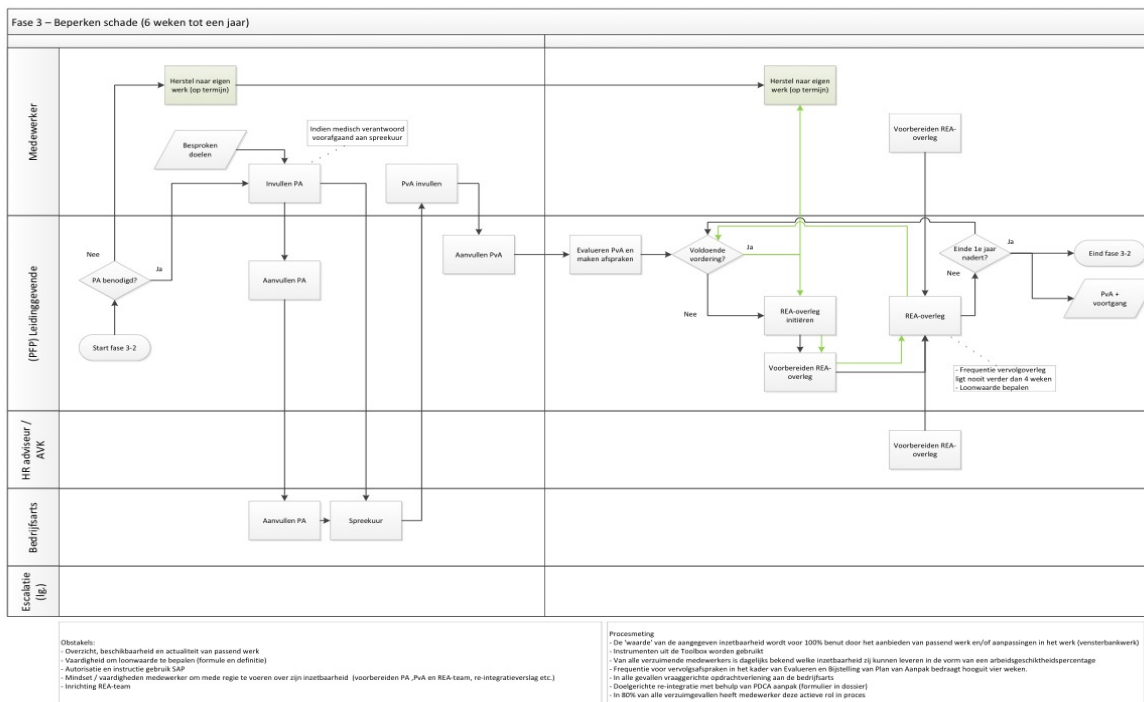 Fase 3 – Beperken schade (6 weken tot een jaar)
Medewerker
Herstel naar eigen
werk (op termijn)
Herstel naar eigen
werk (op termijn)
Indien medisch verantwoord
voorafgaand aan spreekuur
Besproken
doelen
Voorbereiden REA-
overleg
Invullen PA
PvA invullen
(PFP) Leidinggevende
Nee
PA benodigd?
Ja
Aanvullen PA
Aanvullen PvA
Evalueren PvA en
maken afspraken
Voldoende
vordering?
Ja
Nee
Einde 1e jaar
nadert?
Ja
Nee
Eind fase 3-2
PvA +
voortgang
Start fase 3-2
REA-overleg
initiëren
REA-overleg
Voorbereiden REA-
overleg
- Frequentie vervolgoverleg
ligt nooit verder dan 4 weken
- Loonwaarde bepalen
HR adviseur /
AVK
Voorbereiden REA-
overleg
Bedrijfsarts
Aanvullen PA
Spreekuur
Escalatie
(lg.)
Obstakels:
- Overzicht, beschikbaarheid en actualiteit van passend werk
- Vaardigheid om loonwaarde te bepalen (formule en definitie)
- Autorisatie en instructie gebruik SAP
- Mindset / vaardigheden medewerker om mede regie te voeren over zijn inzetbaarheid (voorbereiden PA ,PvA en REA-team, re-integratieverslag etc.)
- Inrichting REA-team
Procesmeting
- De 'waarde' van de aangegeven inzetbaarheid wordt voor 100% benut door het aanbieden van passend werk en/of aanpassingen in het werk (vensterbankwerk)
- Instrumenten uit de Toolbox worden gebruikt
- Van alle verzuimende medewerkers is dagelijks bekend welke inzetbaarheid zij kunnen leveren in de vorm van een arbeidsgeschiktheidspercentage
- Frequentie voor vervolgafspraken in het kader van Evalueren en Bijstelling van Plan van Aanpak bedraagt hooguit vier weken.
- In alle gevallen vraaggerichte opdrachtverlening aan de bedrijfsarts
- Doelgerichte re-integratie met behulp van PDCA aanpak (formulier in dossier)
- In 80% van alle verzuimgevallen heeft medewerker deze actieve rol in proces